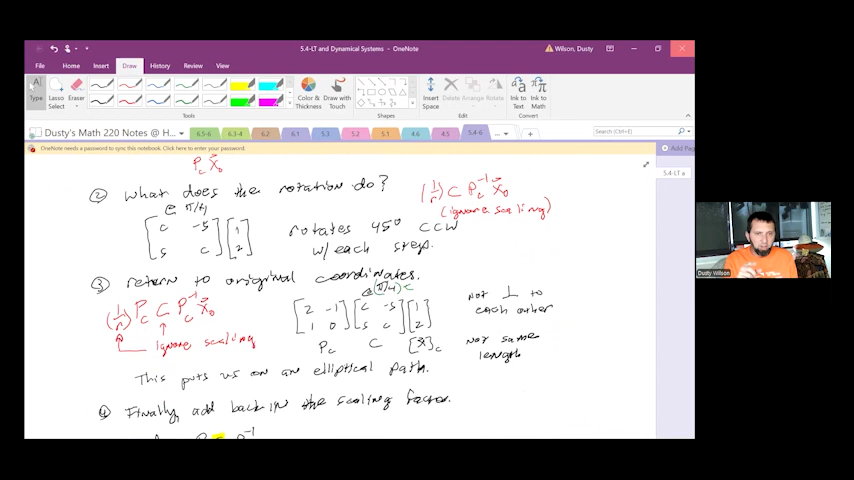 5.4-LT and Dynamical Systems - OneNote
Wilson, Dusty
File Home Insert Draw History Review View
Type
Lasso Select
Eraser
Color & Thickness
Draw with Touch
Insert Space
Delete
Arrange
Rotate
Ink to Text
Ink to Math
Tools
Shapes
Edit
Convert
Dusty's Math 220 Notes @ H...
6.5-6 6.3-4 6.2 6.1 5.3 5.2 5.1 4.6 4.5 5.4-6
Search (Ctrl+E)
OneNote needs a password to sync this notebook. Click here to enter your password.
Add Page
5.4-LT a
P_c x⃗_0
② What does the rotation do?
(1/r) C P_c^-1 x⃗_0
(ignore scaling)
@ π/4
[c -s; s c] [1; 2]
rotates 45° CCW
w/ each step.
③ return to original coordinates.
(1/r) P_c C P_c^-1 x⃗_0
ignore scaling
@ (π/4)
[2 -1; 1 0] [c -s; s c] [1; 2]
P_c C [x⃗]_c
not ⊥ to
each other
not same
length
This puts us on an elliptical path.
④ Finally, add back in the scaling factor.
Dusty Wilson